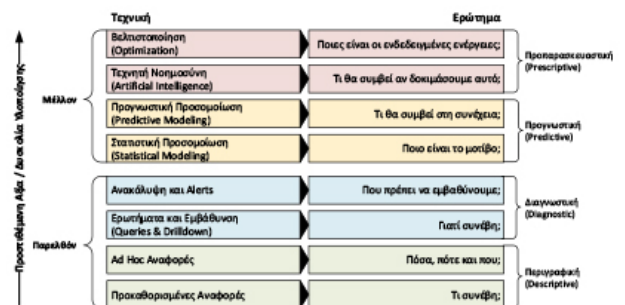 Τεχνική Ερώτημα
Βελτιστοποίηση
(Optimization)
Ποιες είναι οι ενδεδειγμένες ενέργειες;
Τεχνητή Νοημοσύνη
(Artificial Intelligence)
Τι θα συμβεί αν δοκιμάσουμε αυτό;
Προπαρασκευαστική
(Prescriptive)
Μέλλον
Προγνωστική Προσομοίωση
(Predictive Modeling)
Τι θα συμβεί στη συνέχεια;
Στατιστική Προσομοίωση
(Statistical Modeling)
Ποιο είναι το μοτίβο;
Προγνωστική
(Predictive)
Προστιθέμενη Αξία / Δυσκολία Υλοποίησης
Ανακάλυψη και Alerts
Που πρέπει να εμβαθύνουμε;
Ερωτήματα και Εμβάθυνση
(Queries & Drilldown)
Γιατί συνέβη;
Διαγνωστική
(Diagnostic)
Παρελθόν
Ad Hoc Αναφορές
Πόσα, πότε και που;
Προκαθορισμένες Αναφορές
Τι συνέβη;
Περιγραφική
(Descriptive)